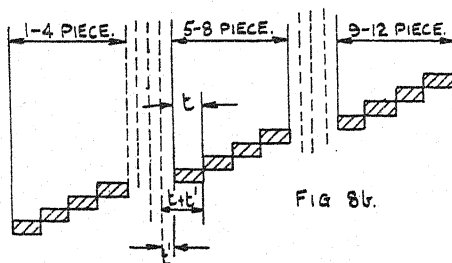 1-4 PIECE. 5-8 PIECE. 9-12 PIECE.
t
t+t'
t'
FIG 8b.